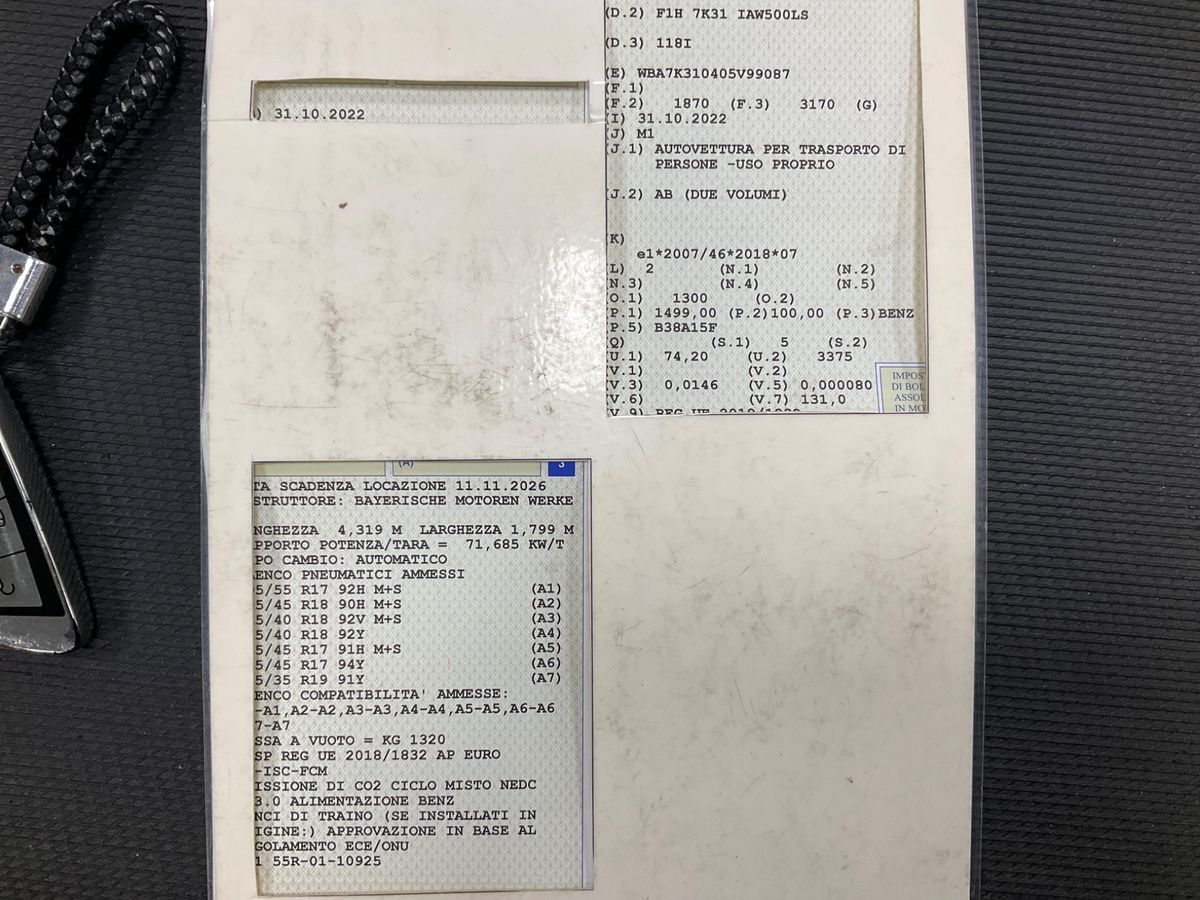 ) 31.10.2022
(D.2) F1H 7K31 IAW500LS
(D.3) 118I
(E) WBA7K310405V99087
(F.1)
(F.2) 1870 (F.3) 3170 (G)
(I) 31.10.2022
(J) M1
(J.1) AUTOVETTURA PER TRASPORTO DI
PERSONE -USO PROPRIO
(J.2) AB (DUE VOLUMI)
(K)
e1*2007/46*2018*07
(L) 2 (N.1) (N.2)
(N.3) (N.4) (N.5)
(O.1) 1300 (O.2)
(P.1) 1499,00 (P.2)100,00 (P.3)BENZ
(P.5) B38A15F
(Q) (S.1) 5 (S.2)
(U.1) 74,20 (U.2) 3375
(V.1) (V.2)
(V.3) 0,0146 (V.5) 0,000080
(V.6) (V.7) 131,0
(V.9) REG UE 2018/1832
IMPOS
DI BOL
ASSOL
IN MO
(A) 3
TA SCADENZA LOCAZIONE 11.11.2026
STRUTTORE: BAYERISCHE MOTOREN WERKE
NGHEZZA 4,319 M LARGHEZZA 1,799 M
PPORTO POTENZA/TARA = 71,685 KW/T
PO CAMBIO: AUTOMATICO
ENCO PNEUMATICI AMMESSI
5/55 R17 92H M+S (A1)
5/45 R18 90H M+S (A2)
5/40 R18 92V M+S (A3)
5/40 R18 92Y (A4)
5/45 R17 91H M+S (A5)
5/45 R17 94Y (A6)
5/35 R19 91Y (A7)
ENCO COMPATIBILITA' AMMESSE:
-A1,A2-A2,A3-A3,A4-A4,A5-A5,A6-A6
7-A7
SSA A VUOTO = KG 1320
SP REG UE 2018/1832 AP EURO
-ISC-FCM
ISSIONE DI CO2 CICLO MISTO NEDC
3.0 ALIMENTAZIONE BENZ
NCI DI TRAINO (SE INSTALLATI IN
IGINE:) APPROVAZIONE IN BASE AL
GOLAMENTO ECE/ONU
1 55R-01-10925